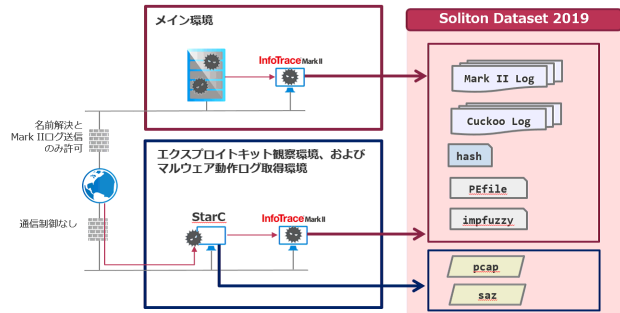 メイン環境
InfoTrace Mark II
名前解決と
Mark IIログ送信
のみ許可
通信制御なし
エクスプロイトキット観察環境、および
マルウェア動作ログ取得環境
StarC
InfoTrace Mark II
Soliton Dataset 2019
Mark II Log
Cuckoo Log
hash
PEfile
impfuzzy
pcap
saz